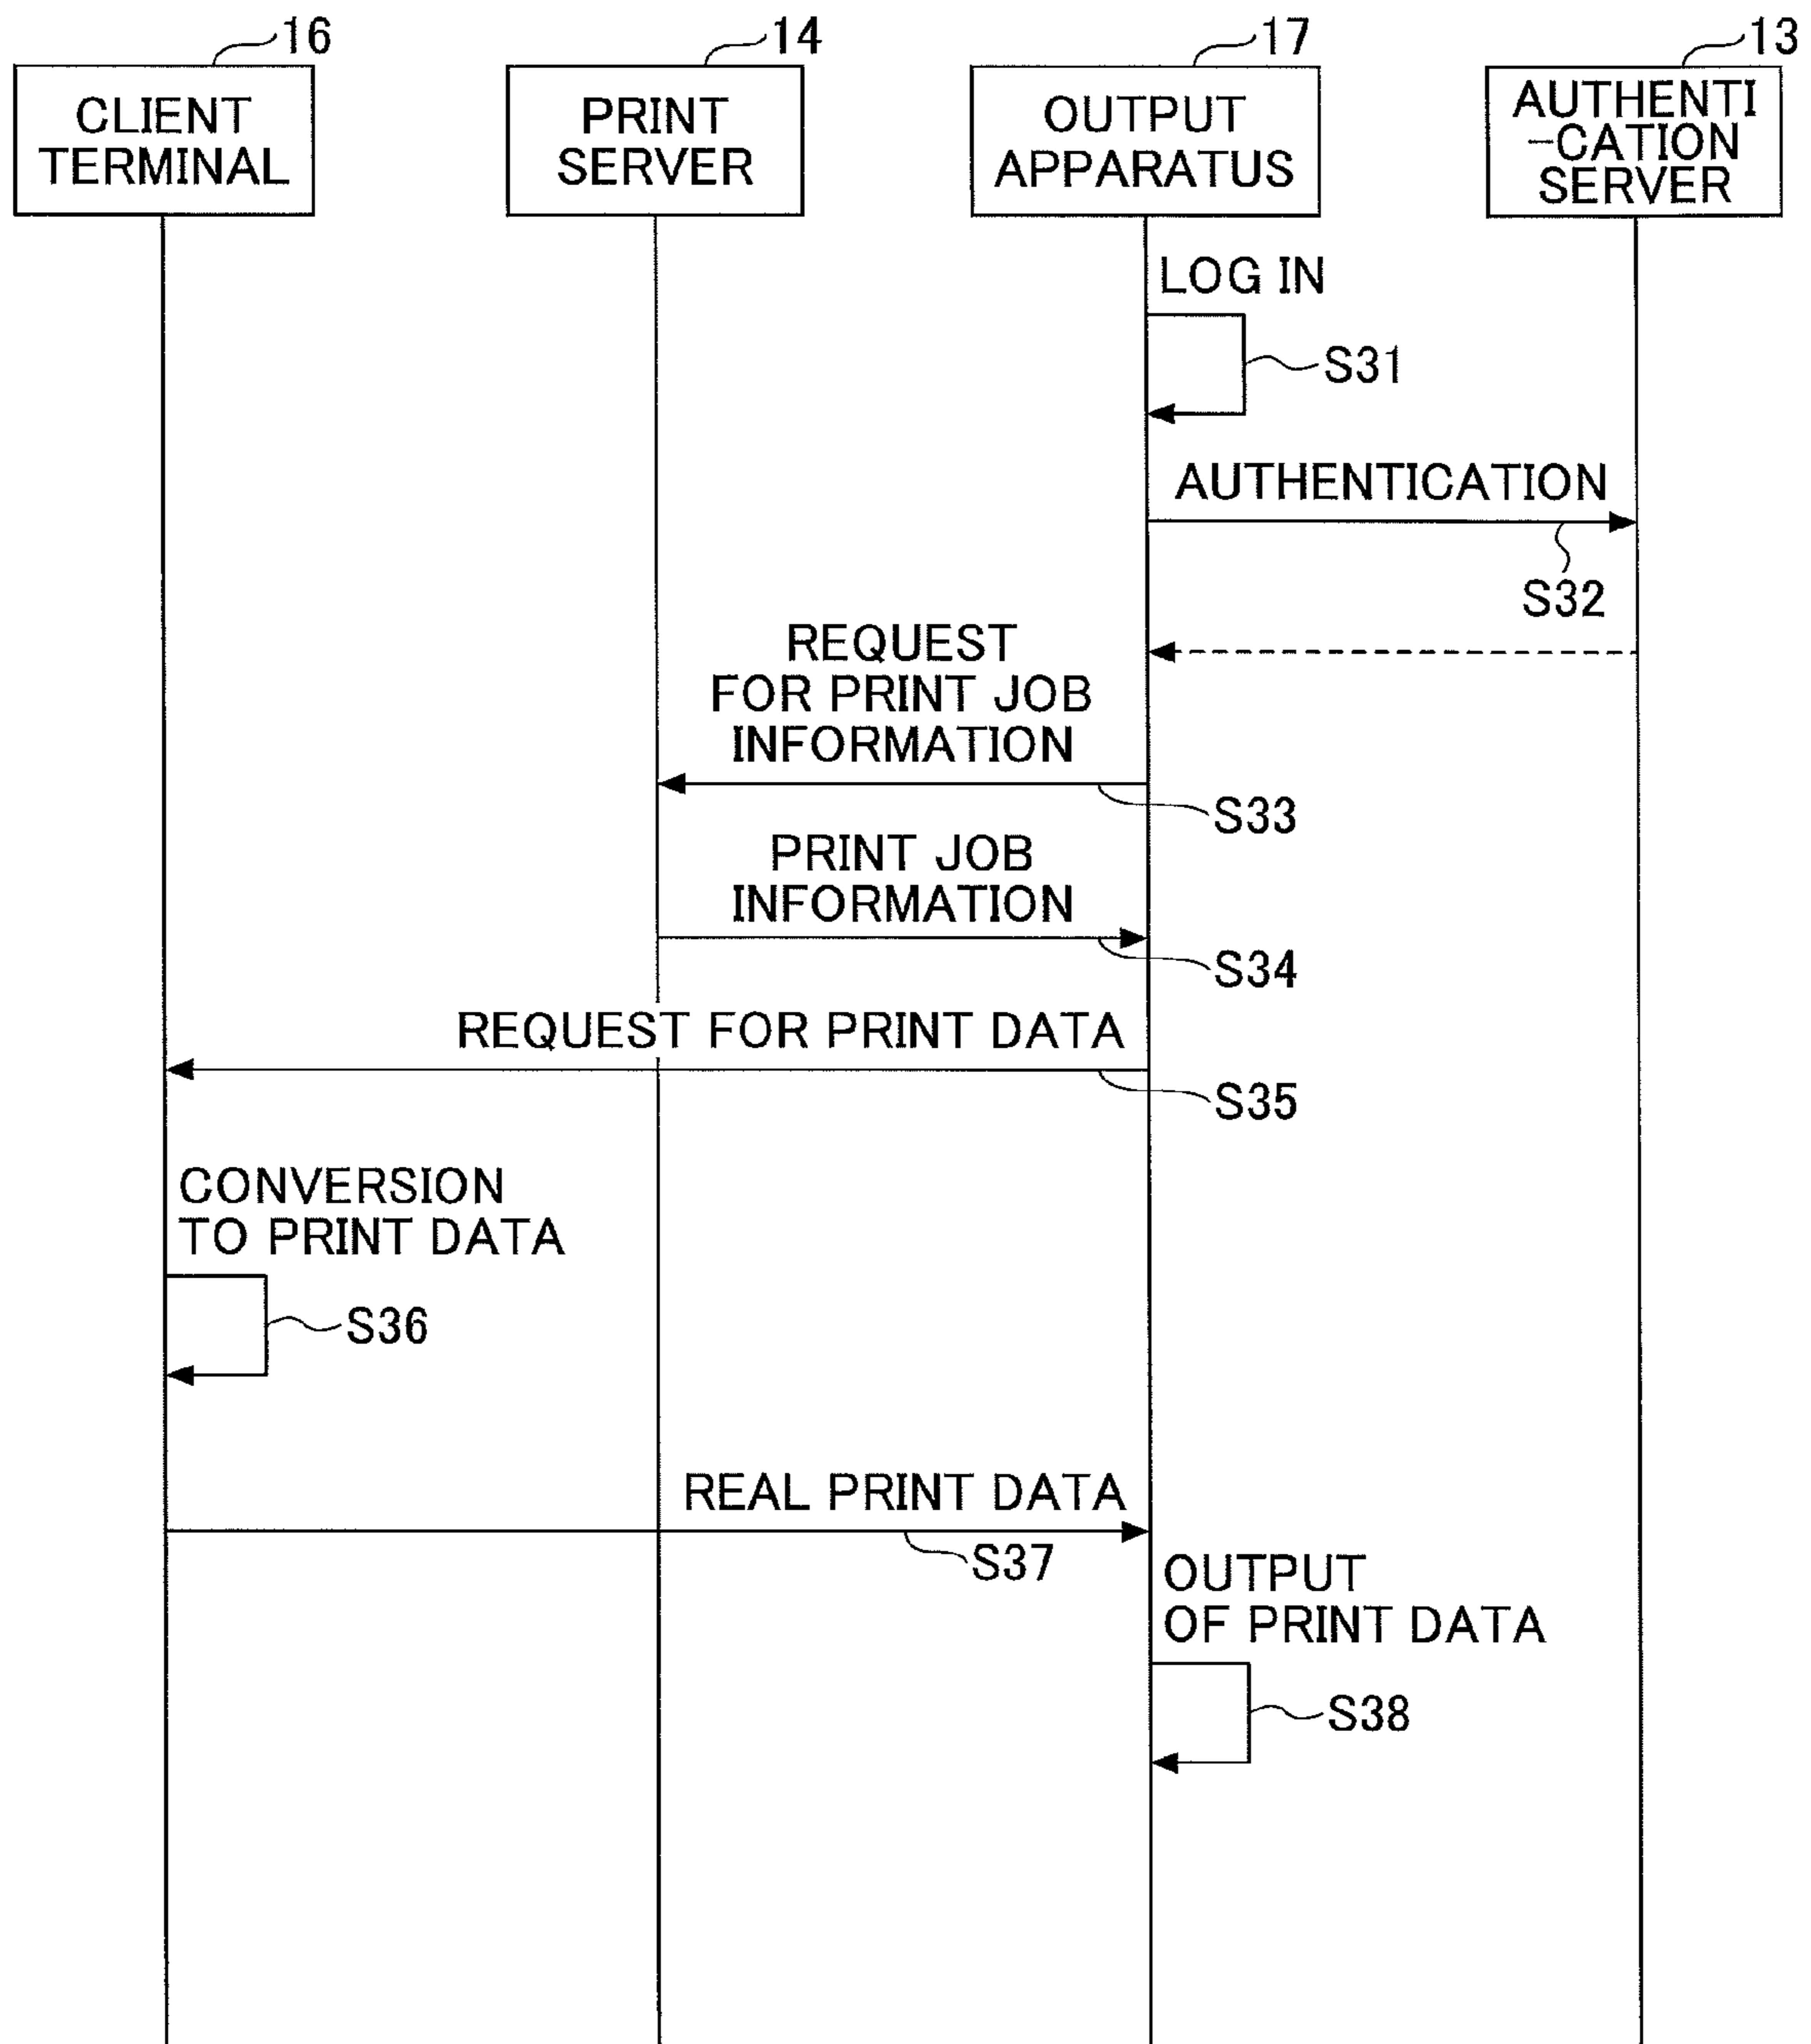 16
14
17
13
CLIENT
TERMINAL
PRINT
SERVER
OUTPUT
APPARATUS
AUTHENTI
-CATION
SERVER
LOG IN
S31
AUTHENTICATION
S32
REQUEST
FOR PRINT JOB
INFORMATION
S33
PRINT JOB
INFORMATION
S34
REQUEST FOR PRINT DATA
S35
CONVERSION
TO PRINT DATA
S36
REAL PRINT DATA
S37
OUTPUT
OF PRINT DATA
S38